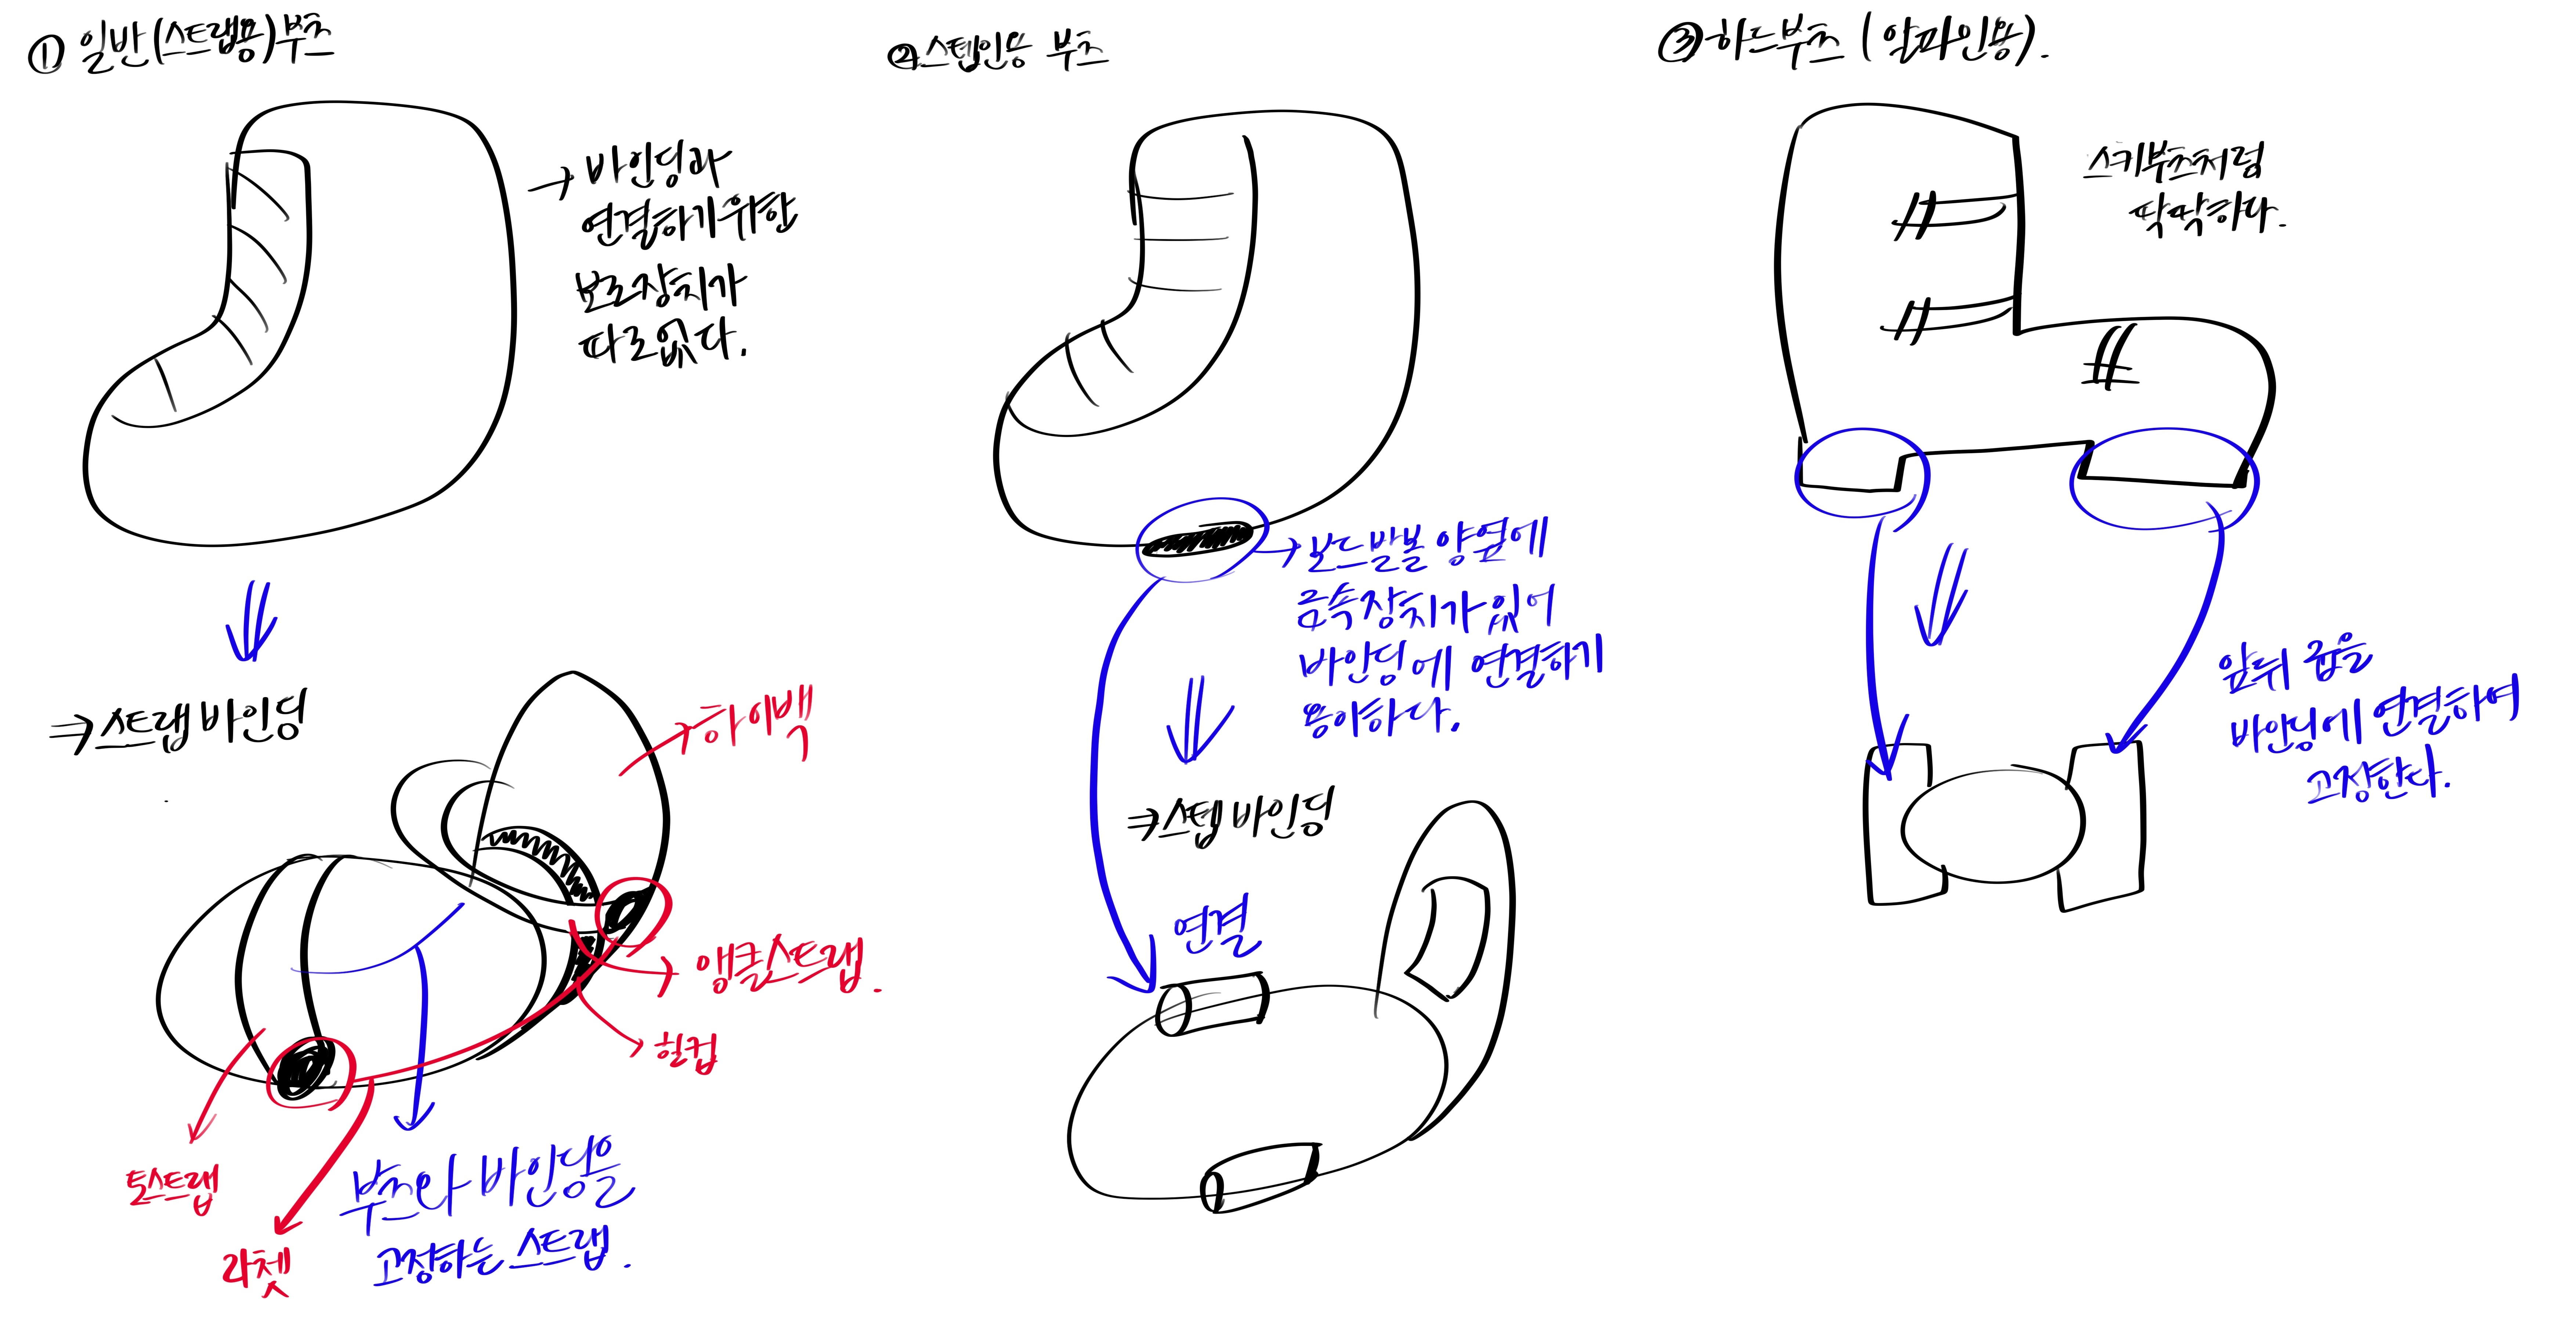 ① 일반(스트랩용)부츠
→ 바인딩과
연결하기위한
보조장치가
따로없다.
⇒ 스트랩 바인딩
하이백
앵클스트랩.
힐컵
토스트랩
라쳇
부츠와 바인딩을
고정하는 스트랩.
②스텝인용 부츠
→ 보드발볼 양옆에
금속장치가 있어
바인딩에 연결하기
용이하다.
⇒스텝 바인딩
연결
③하드부츠 (알파인용).
스키부츠처럼
딱딱하다.
앞뒤 굽을
바인딩에 연결하여
고정한다.